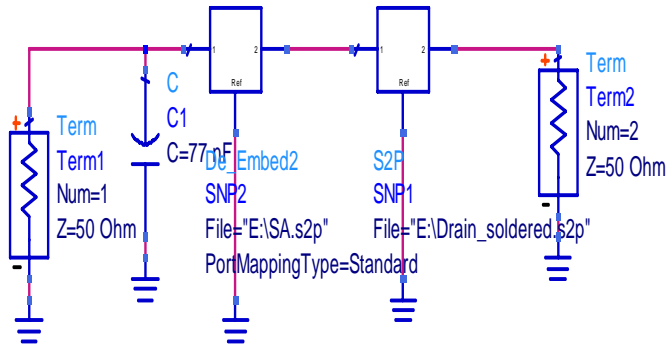 1
2
Ref
1
2
Ref
+
Term
Term1
Num=1
Z=50 Ohm
-
C
C1
C=77 nF
De_Embed2
SNP2
File="E:\SA.s2p"
PortMappingType=Standard
S2P
SNP1
File="E:\Drain_soldered.s2p"
+
Term
Term2
Num=2
Z=50 Ohm
-